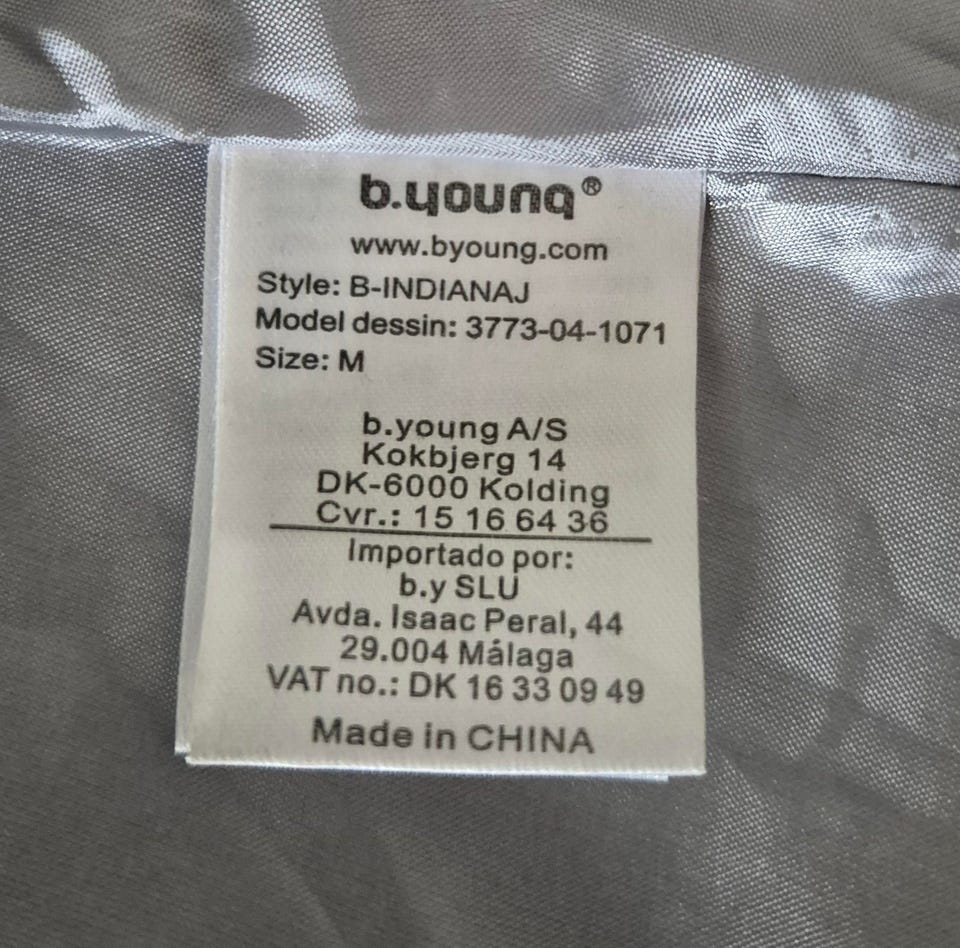 b.young®
www.byoung.com
Style: B-INDIANAJ
Model dessin: 3773-04-1071
Size: M
b.young A/S
Kokbjerg 14
DK-6000 Kolding
Cvr.: 15 16 64 36
Importado por:
b.y SLU
Avda. Isaac Peral, 44
29.004 Málaga
VAT no.: DK 16 33 09 49
Made in CHINA